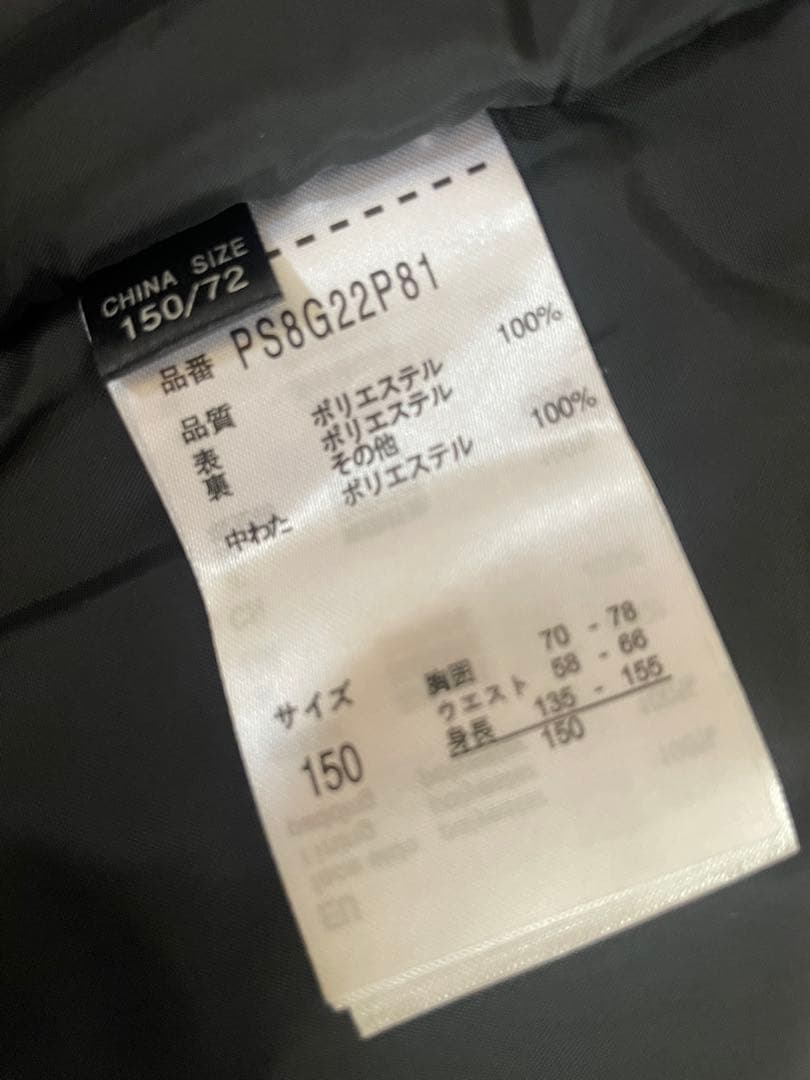 CHINA SIZE
150/72
品番 PS8G22P81
品質
表 ポリエステル 100%
裏 ポリエステル
その他
中わた ポリエステル 100%
サイズ
150
胸囲 70 - 78
ウエスト 58 - 66
身長 135 - 155
150